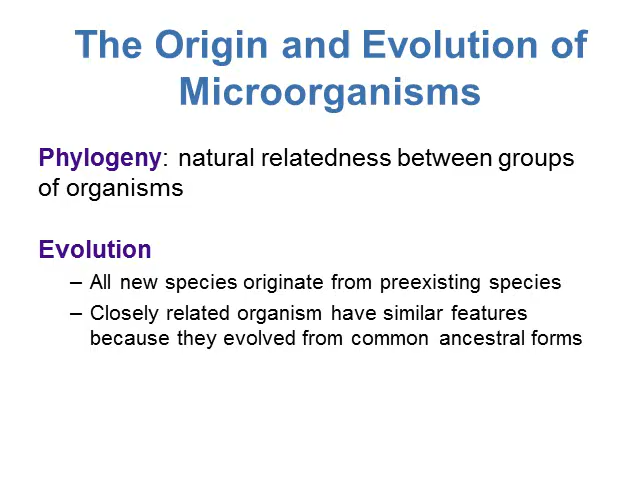 The Origin and Evolution of
Microorganisms
Phylogeny: natural relatedness between groups
of organisms
Evolution
– All new species originate from preexisting species
– Closely related organism have similar features
because they evolved from common ancestral forms